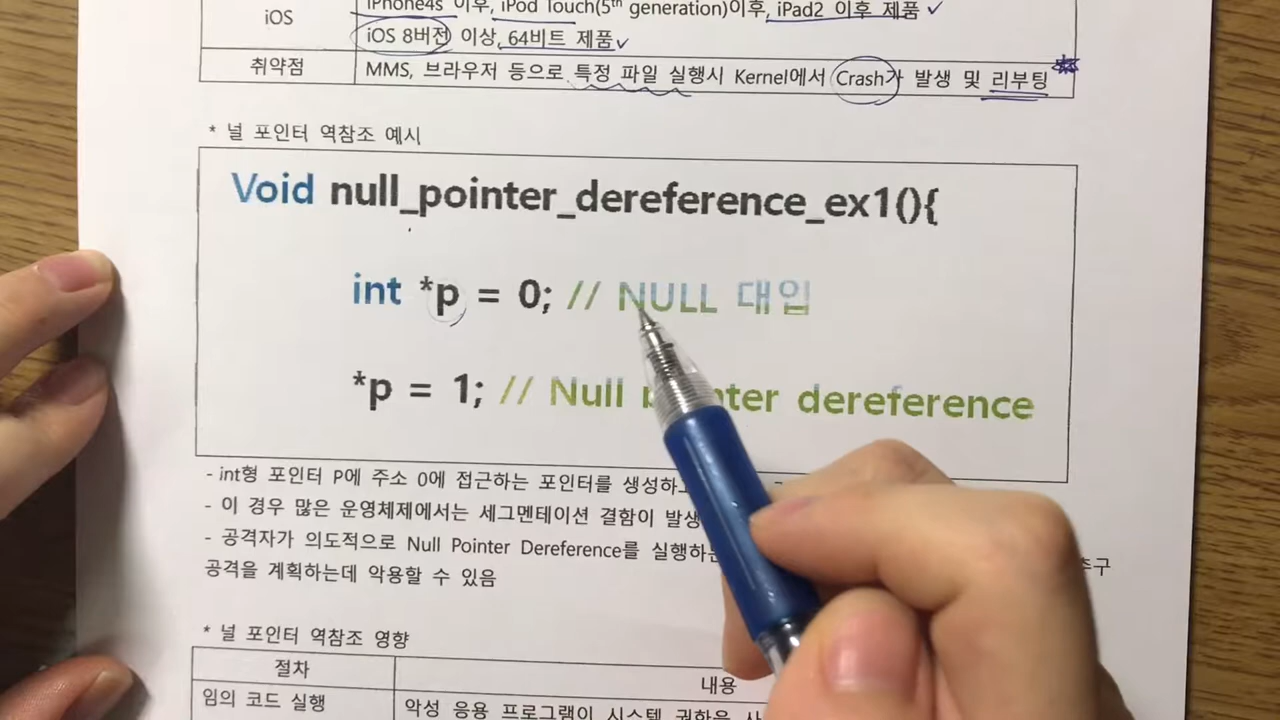 iOS
iPhone4s 이후, iPod Touch(5th generation)이후, iPad2 이후 제품
iOS 8버전 이상, 64비트 제품
취약점
MMS, 브라우저 등으로 특정 파일 실행시 Kernel에서 Crash가 발생 및 리부팅
* 널 포인터 역참조 예시
Void null_pointer_dereference_ex1(){
int *p = 0; // NULL 대입
*p = 1; // Null pointer dereference
- int형 포인터 P에 주소 0에 접근하는 포인터를 생성하고
- 이 경우 많은 운영체제에서는 세그멘테이션 결함이 발생
- 공격자가 의도적으로 Null Pointer Dereference를 실행하는
공격을 계획하는데 악용할 수 있음
* 널 포인터 역참조 영향
절차
내용
임의 코드 실행
악성 응용 프로그램이 시스템 권한을